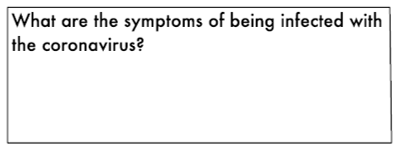 What are the symptoms of being infected with
the coronavirus?